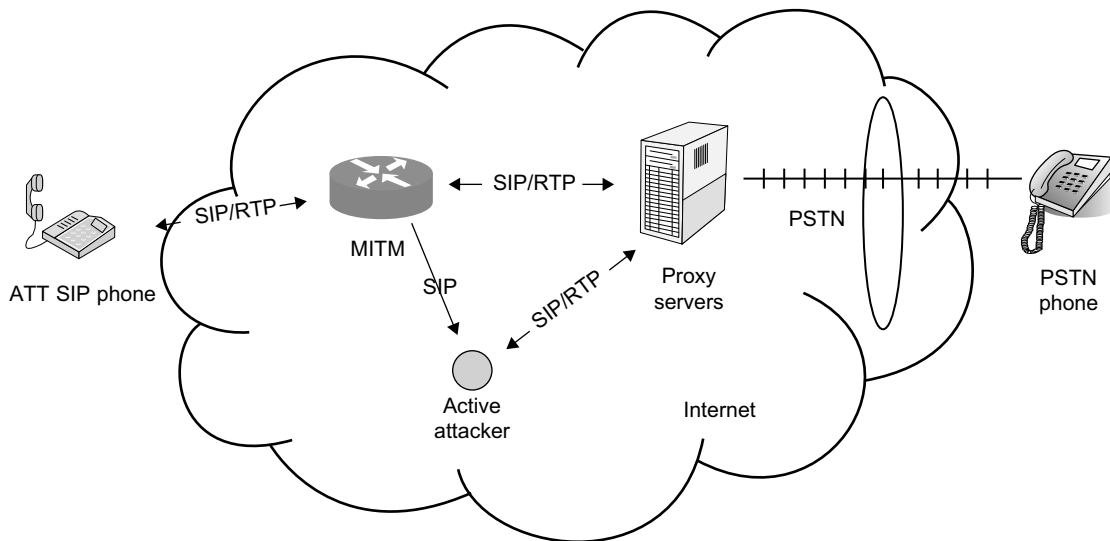 SIP/RTP
SIP/RTP
PSTN
MITM
ATT SIP phone
SIP
SIP/RTP
Proxy
servers
PSTN
phone
Active
attacker
Internet